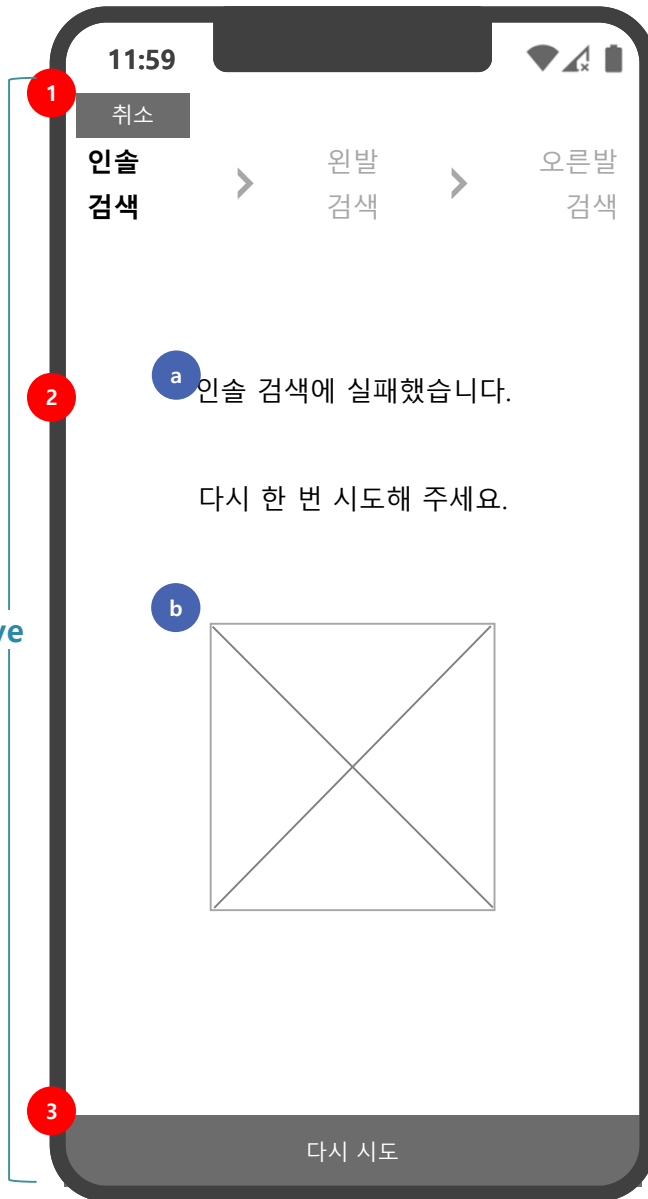 11:59
1
취소
인솔
검색
왼발
검색
오른발
검색
a
인솔 검색에 실패했습니다.
2
다시 한 번 시도해 주세요.
b
ve
3
다시 시도